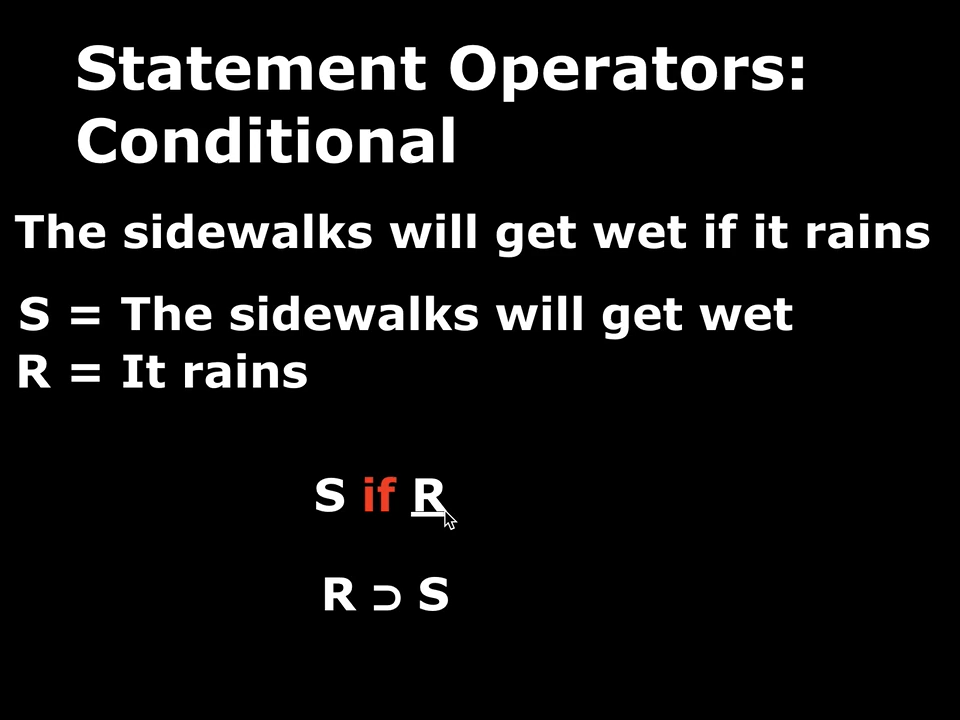 Statement Operators:
Conditional
The sidewalks will get wet if it rains
S = The sidewalks will get wet
R = It rains
S if R
R ⊃ S